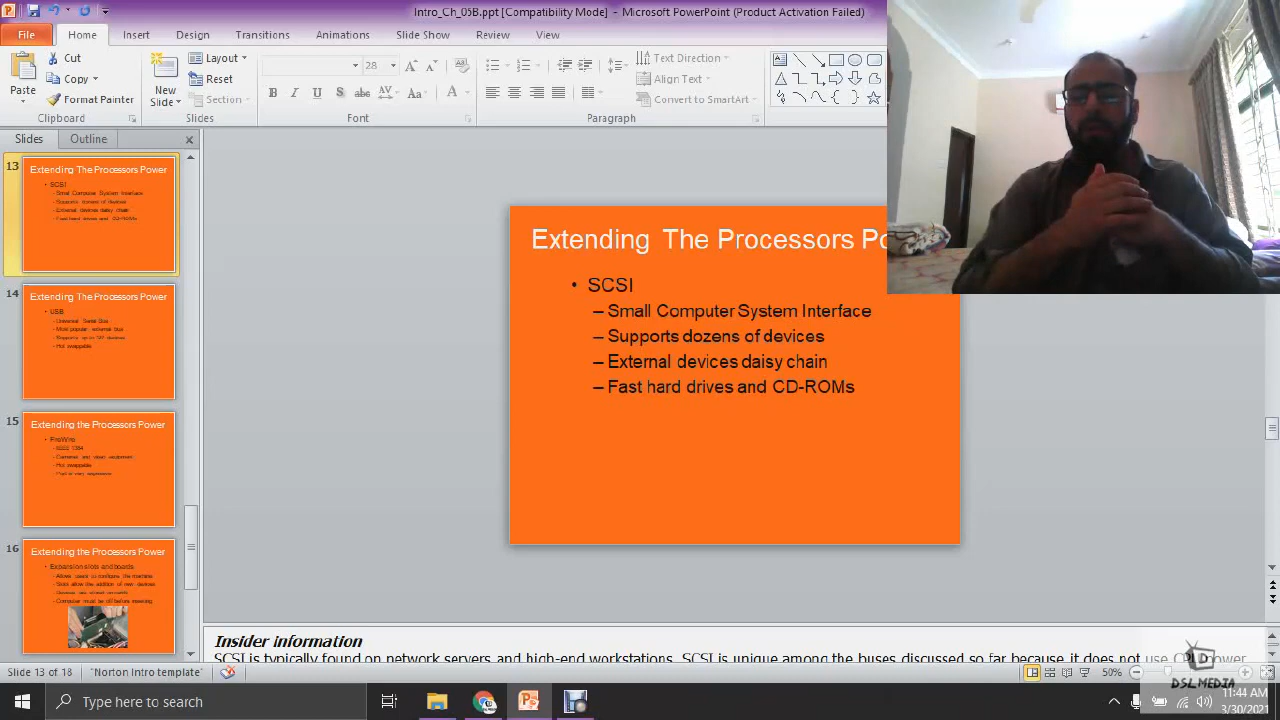 Intro_Ch_05B.ppt [Compatibility Mode] - Microsoft PowerPoint (Product Activation Failed)
File Home Insert Design Transitions Animations Slide Show Review View
Cut
Copy
Format Painter
Paste
Clipboard
New
Slide
Layout
Reset
Section
Slides
28
B I U S abc AV Aa A
Font
Text Direction
Align Text
Convert to SmartArt
Paragraph
Slides Outline
13
Extending The Processors Power
• SCSI
– Small Computer System Interface
– Supports dozens of devices
– External devices daisy chain
– Fast hard drives and CD-ROMs
14
Extending The Processors Power
• USB
– Universal Serial Bus
– Most popular external bus
– Supports up to 127 devices
– Hot swappable
15
Extending the Processors Power
• FireWire
– IEEE 1394
– Cameras and video equipment
– Hot swappable
16
Extending the Processors Power
• Expansion slots and boards
– Allows users to configure the machine
– Slots allow the addition of new devices
– Computer must be off before inserting
Extending The Processors Po
• SCSI
– Small Computer System Interface
– Supports dozens of devices
– External devices daisy chain
– Fast hard drives and CD-ROMs
Insider information
SCSI is typically found on network servers and high-end workstations. SCSI is unique among the buses discussed so far because it does not use CPU power
DSL.MEDIA
Slide 13 of 18 "Norton Intro template" 50%
Type here to search
11:44 AM
3/30/2021